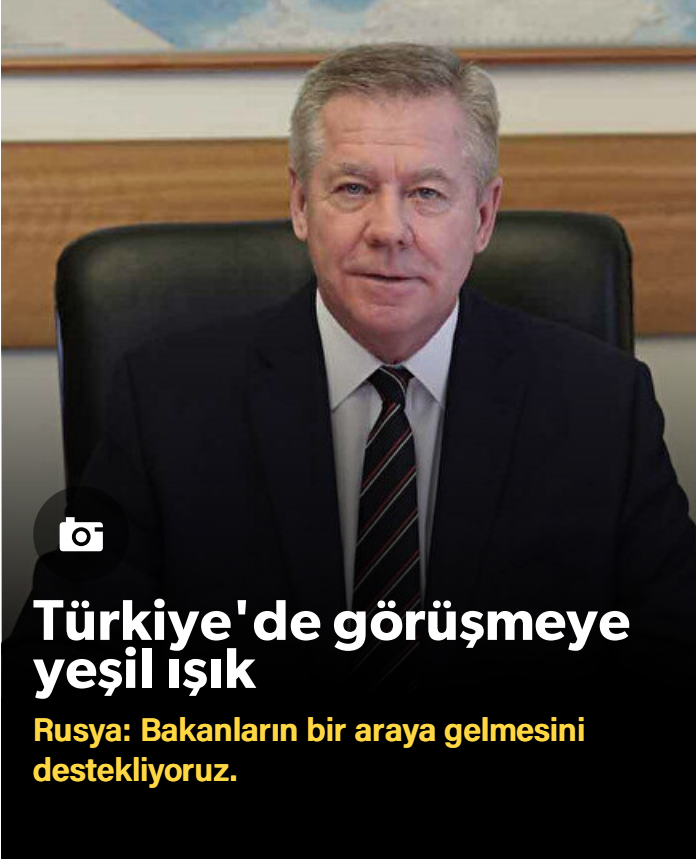 Türkiye'de görüşmeye
yeşil ışık
Rusya: Bakanların bir araya gelmesini
destekliyoruz.